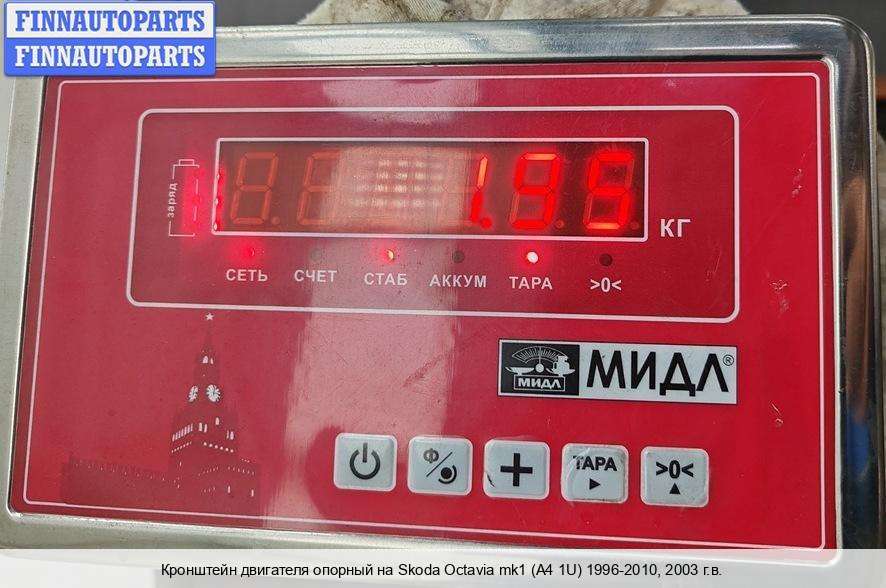 FINNAUTOPARTS
FINNAUTOPARTS
заряд
1.95
КГ
СЕТЬ СЧЕТ СТАБ АККУМ ТАРА >0<
МИДЛ МИДЛ®
Ф/ + ТАРА >0<
Кронштейн двигателя опорный на Skoda Octavia mk1 (A4 1U) 1996-2010, 2003 г.в.